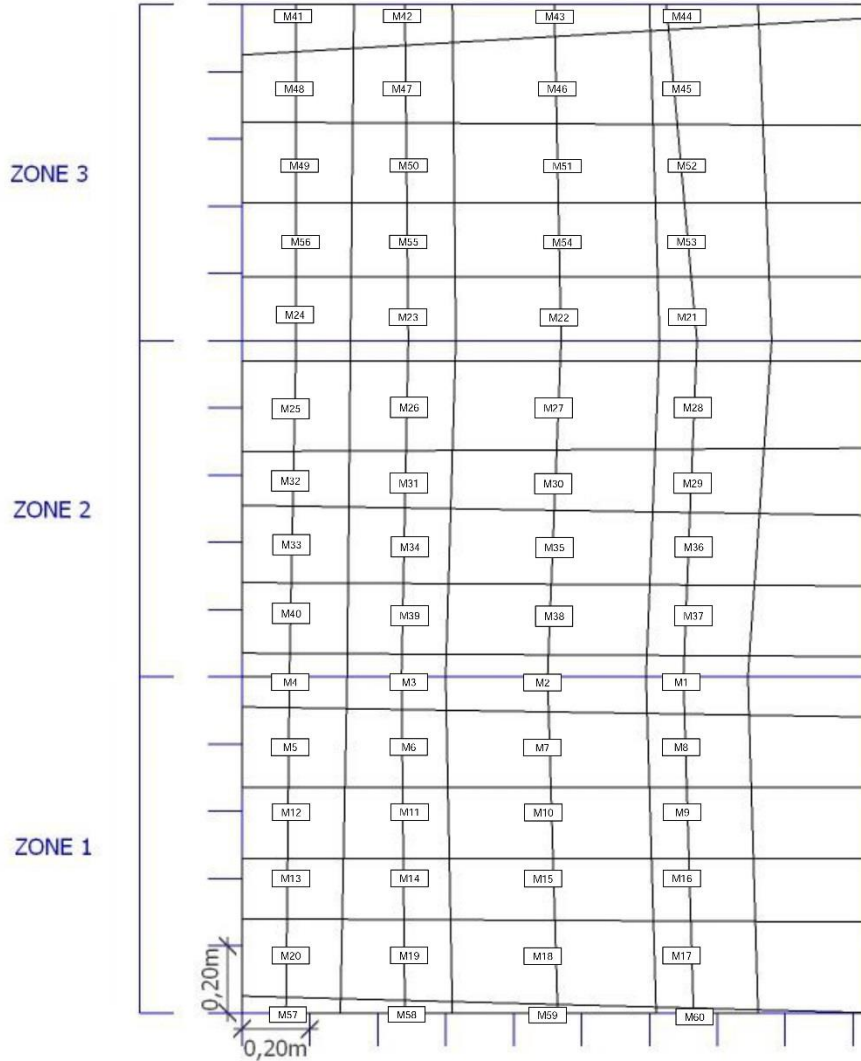 M41 M42 M43 M44
M48 M47 M46 M45
ZONE 3
M49 M50 M51 M52
M56 M55 M54 M53
M24 M23 M22 M21
M25 M26 M27 M28
M32 M31 M30 M29
ZONE 2
M33 M34 M35 M36
M40 M39 M38 M37
M4 M3 M2 M1
M5 M6 M7 M8
M12 M11 M10 M9
ZONE 1
M13 M14 M15 M16
M20 M19 M18 M17
0,20m
M57 M58 M59 M60
0,20m